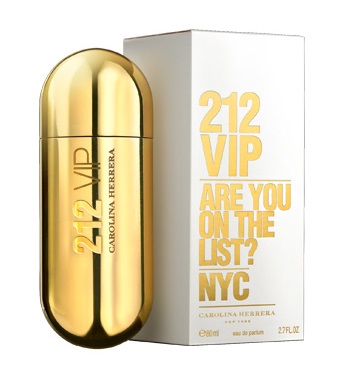 212 VIP
CAROLINA HERRERA
212
VIP
ARE YOU
ON THE
LIST?
NYC
CAROLINA HERRERA
NEW YORK
℮80ml eau de parfum 2.7FL.OZ